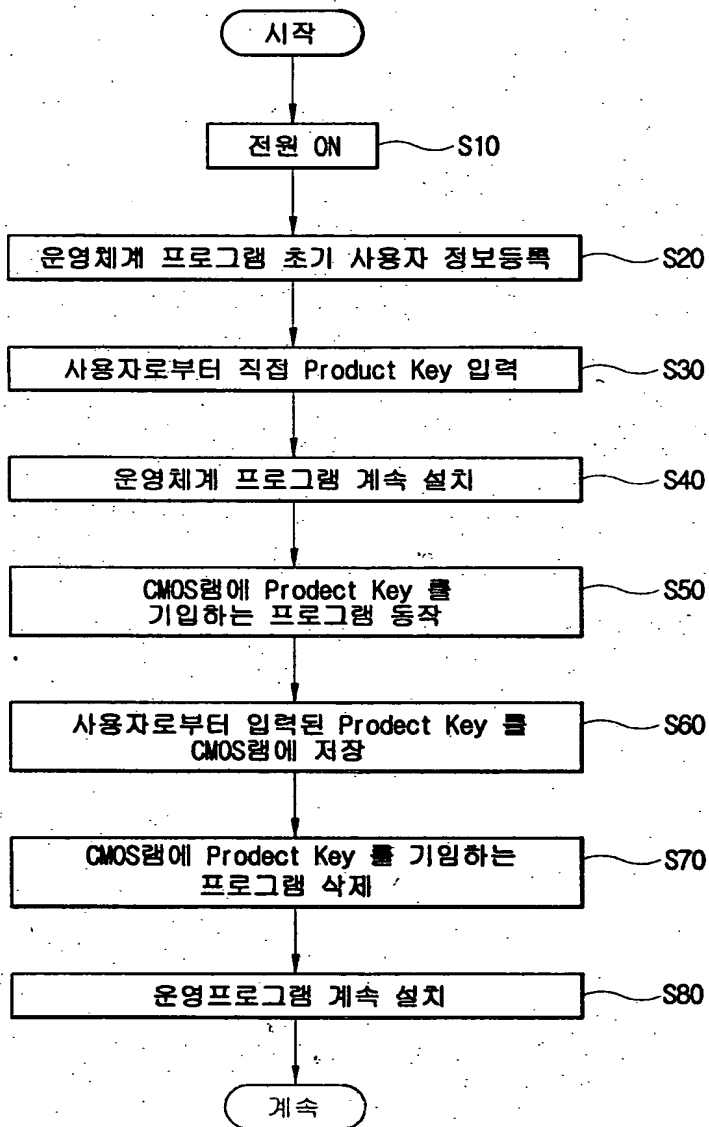 시작
전원 ON
S10
운영체계 프로그램 초기 사용자 정보등록
S20
사용자로부터 직접 Product Key 입력
S30
운영체계 프로그램 계속 설치
S40
CMOS램에 Prodect Key 를
기입하는 프로그램 동작
S50
사용자로부터 입력된 Prodect Key 를
CMOS램에 저장
S60
CMOS램에 Prodect Key 를 기임하는
프로그램 삭제
S70
운영프로그램 계속 설치
S80
계속